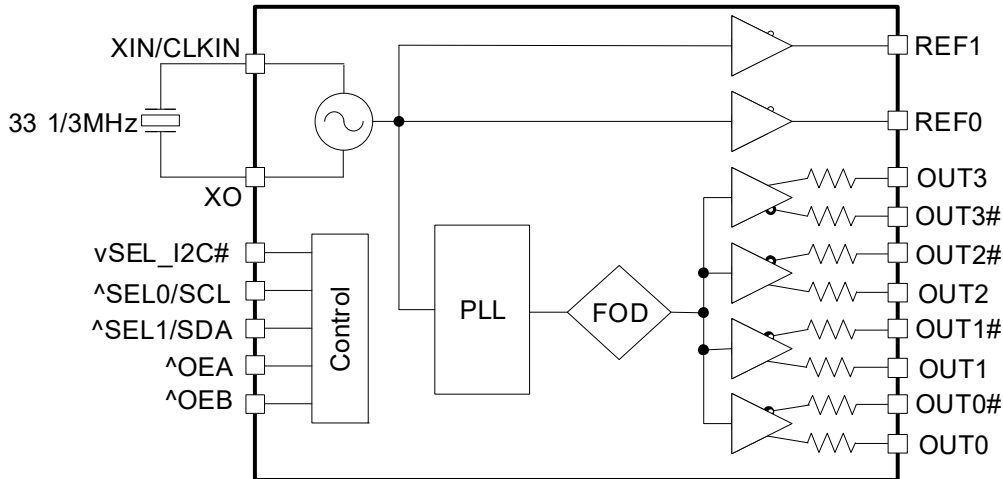 XIN/CLKIN
33 1/3MHz
XO
vSEL_I2C#
^SEL0/SCL
^SEL1/SDA
^OEA
^OEB
Control
PLL
FOD
REF1
REF0
OUT3
OUT3#
OUT2#
OUT2
OUT1#
OUT1
OUT0#
OUT0